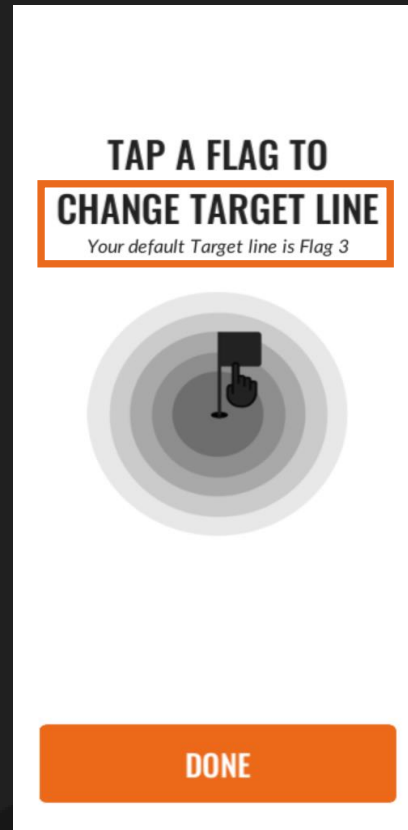 TAP A FLAG TO
CHANGE TARGET LINE
Your default Target line is Flag 3
DONE